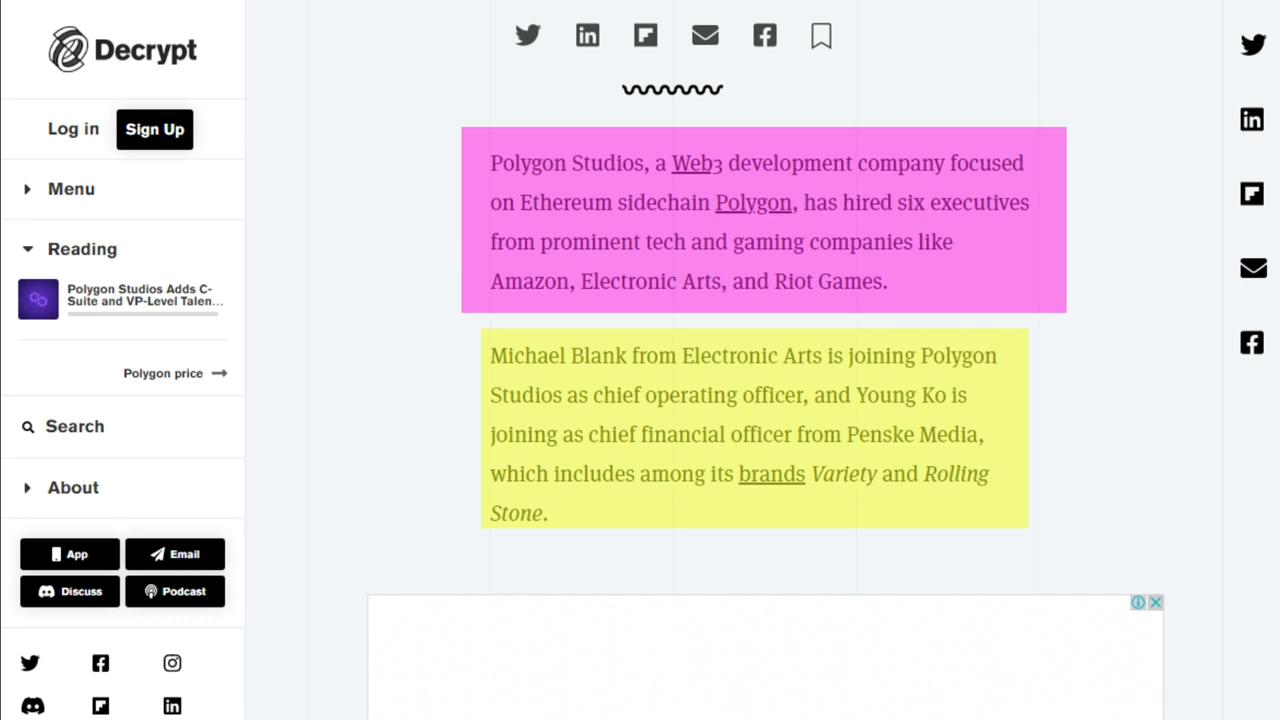 Decrypt
Log in
Sign Up
Menu
Reading
Polygon Studios Adds C-
Suite and VP-Level Talen...
Polygon price
Search
About
App
Email
Discuss
Podcast
Polygon Studios, a Web3 development company focused
on Ethereum sidechain Polygon, has hired six executives
from prominent tech and gaming companies like
Amazon, Electronic Arts, and Riot Games.
Michael Blank from Electronic Arts is joining Polygon
Studios as chief operating officer, and Young Ko is
joining as chief financial officer from Penske Media,
which includes among its brands Variety and Rolling
Stone.